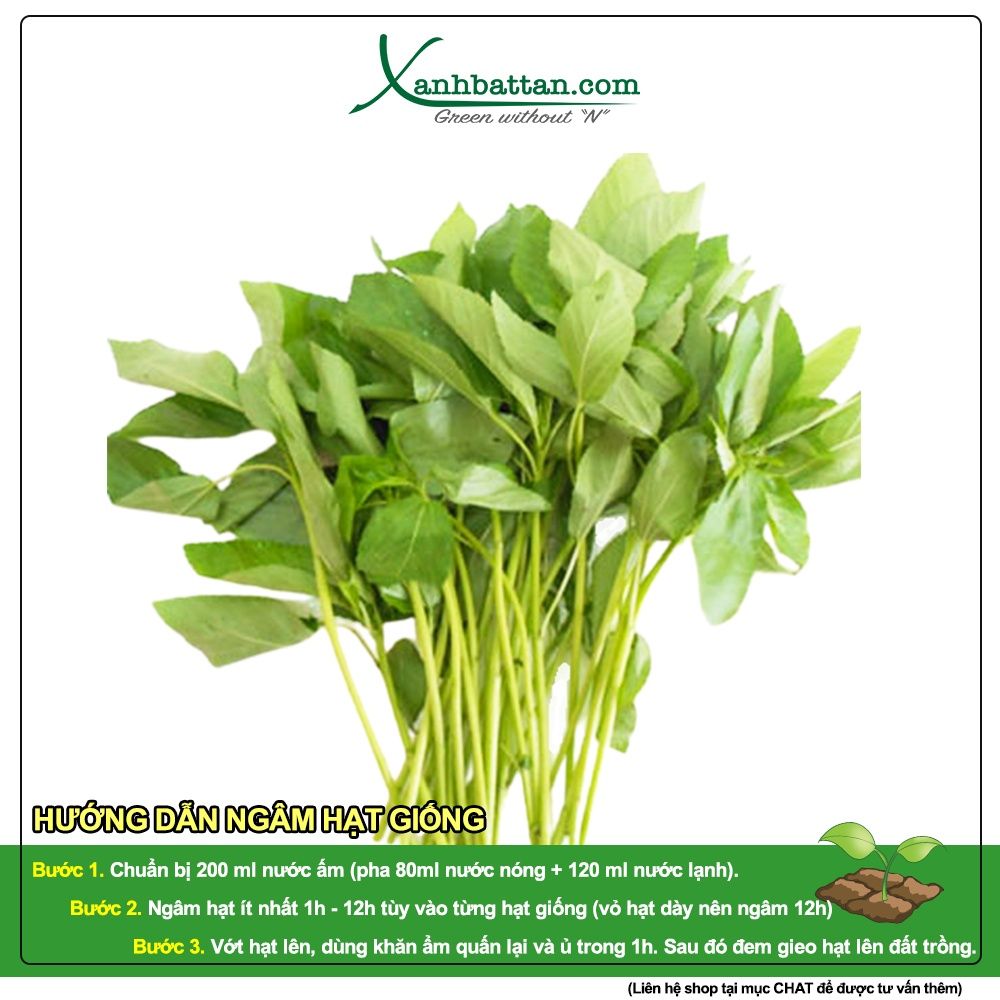 Xanhbattan.com
Green without "N"
HƯỚNG DẪN NGÂM HẠT GIỐNG
Bước 1. Chuẩn bị 200 ml nước ấm (pha 80ml nước nóng + 120 ml nước lạnh).
Bước 2. Ngâm hạt ít nhất 1h - 12h tùy vào từng hạt giống (vỏ hạt dày nên ngâm 12h)
Bước 3. Vớt hạt lên, dùng khăn ẩm quấn lại và ủ trong 1h. Sau đó đem gieo hạt lên đất trồng.
(Liên hệ shop tại mục CHAT để được tư vấn thêm)